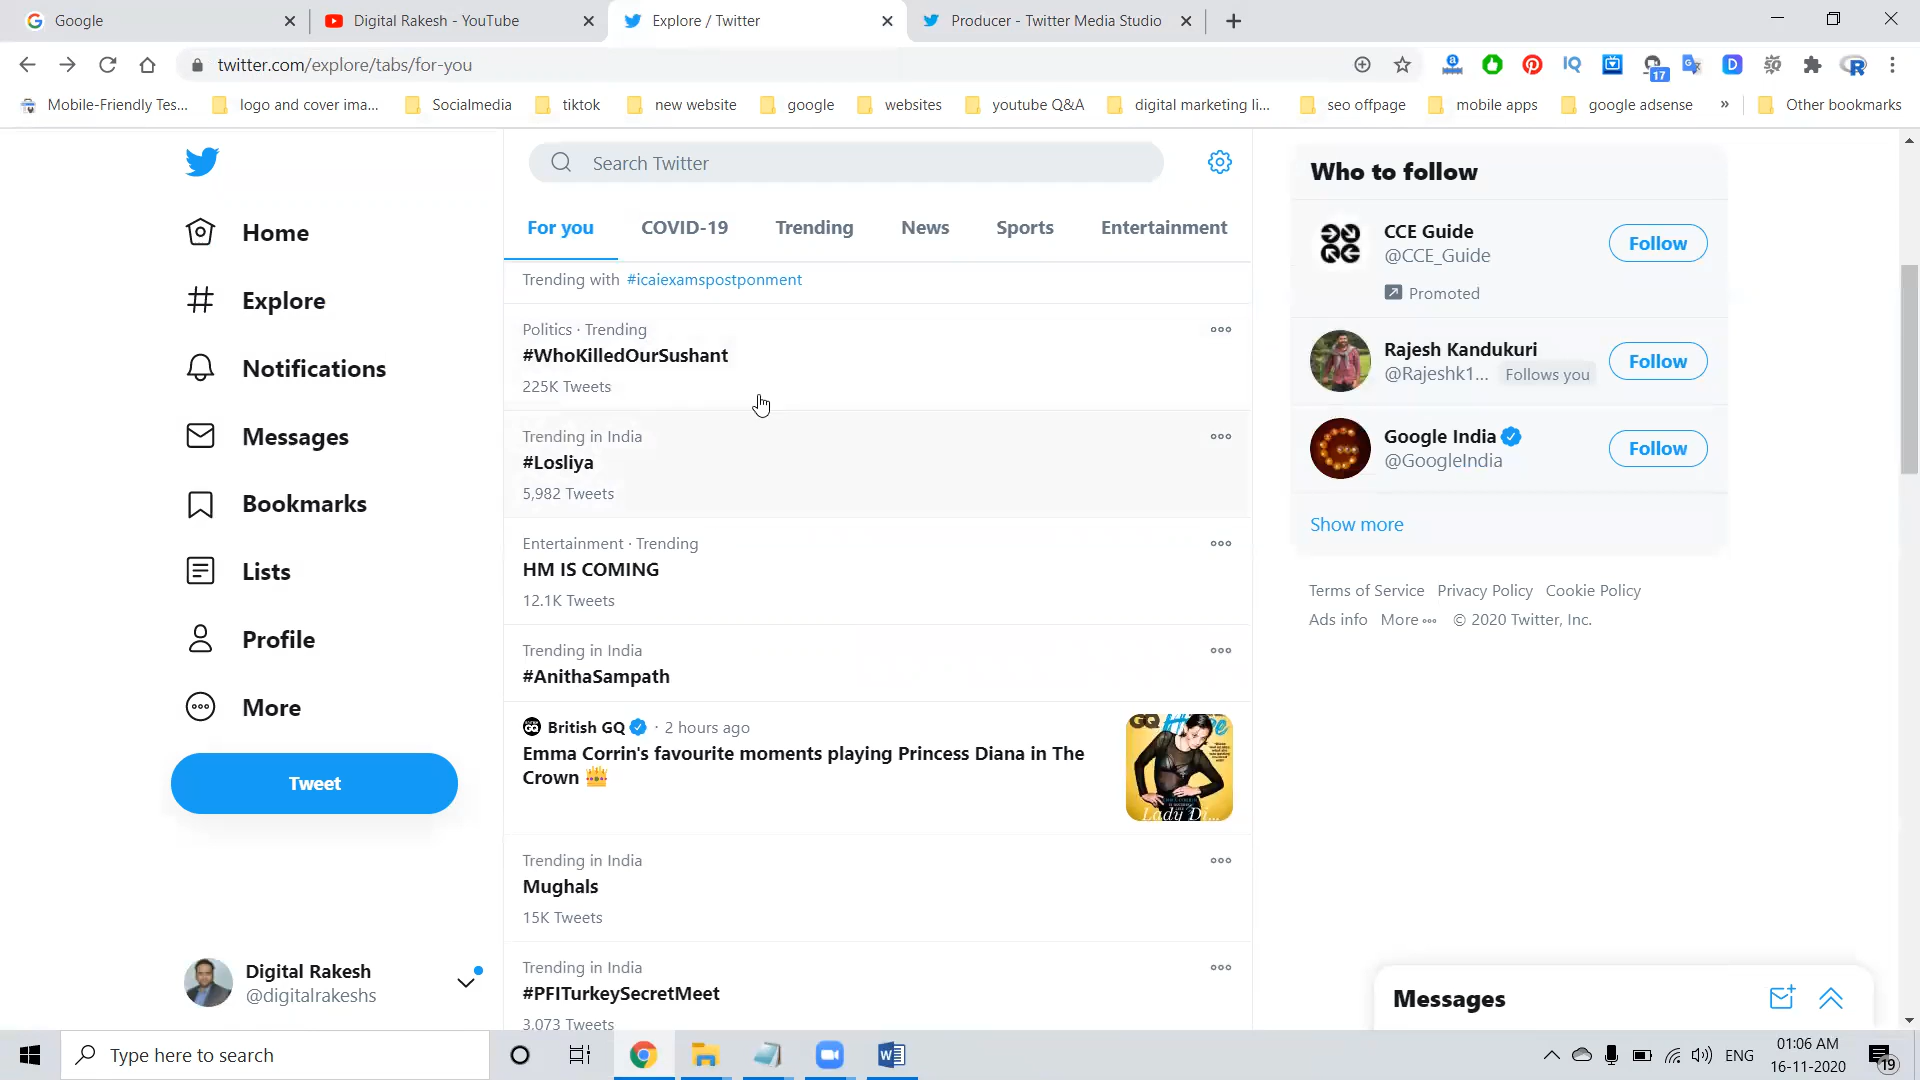 Google
Digital Rakesh - YouTube
Explore / Twitter
Producer - Twitter Media Studio
twitter.com/explore/tabs/for-you
17
Mobile-Friendly Tes...
logo and cover ima...
Socialmedia
tiktok
new website
google
websites
youtube Q&A
digital marketing li...
seo offpage
mobile apps
google adsense
»
Other bookmarks
Home
Explore
Notifications
Messages
Bookmarks
Lists
Profile
More
Tweet
Digital Rakesh
@digitalrakeshs
Search Twitter
For you
COVID-19
Trending
News
Sports
Entertainment
Trending with #icaiexamspostponment
Politics · Trending
#WhoKilledOurSushant
225K Tweets
Trending in India
#Losliya
5,982 Tweets
Entertainment · Trending
HM IS COMING
12.1K Tweets
Trending in India
#AnithaSampath
British GQ · 2 hours ago
Emma Corrin's favourite moments playing Princess Diana in The
Crown 👑
GQ
Lady Di...
Trending in India
Mughals
15K Tweets
Trending in India
#PFITurkeySecretMeet
3,073 Tweets
Who to follow
CCE Guide
@CCE_Guide
Promoted
Follow
Rajesh Kandukuri
@Rajeshk1... Follows you
Follow
Google India
@GoogleIndia
Follow
Show more
Terms of Service Privacy Policy Cookie Policy
Ads info More © 2020 Twitter, Inc.
Messages
Type here to search
ENG
01:06 AM
16-11-2020
19